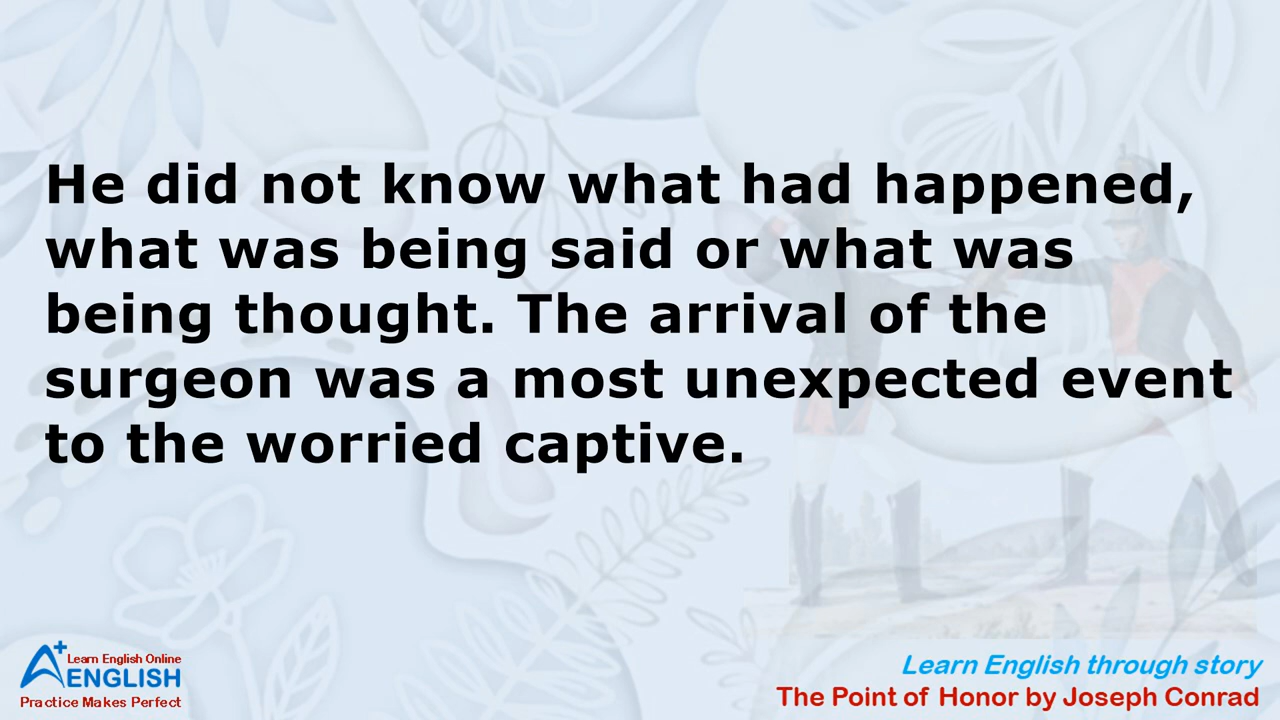 He did not know what had happened,
what was being said or what was
being thought. The arrival of the
surgeon was a most unexpected event
to the worried captive.
A+ Learn English Online
ENGLISH
Practice Makes Perfect
Learn English through story
The Point of Honor by Joseph Conrad